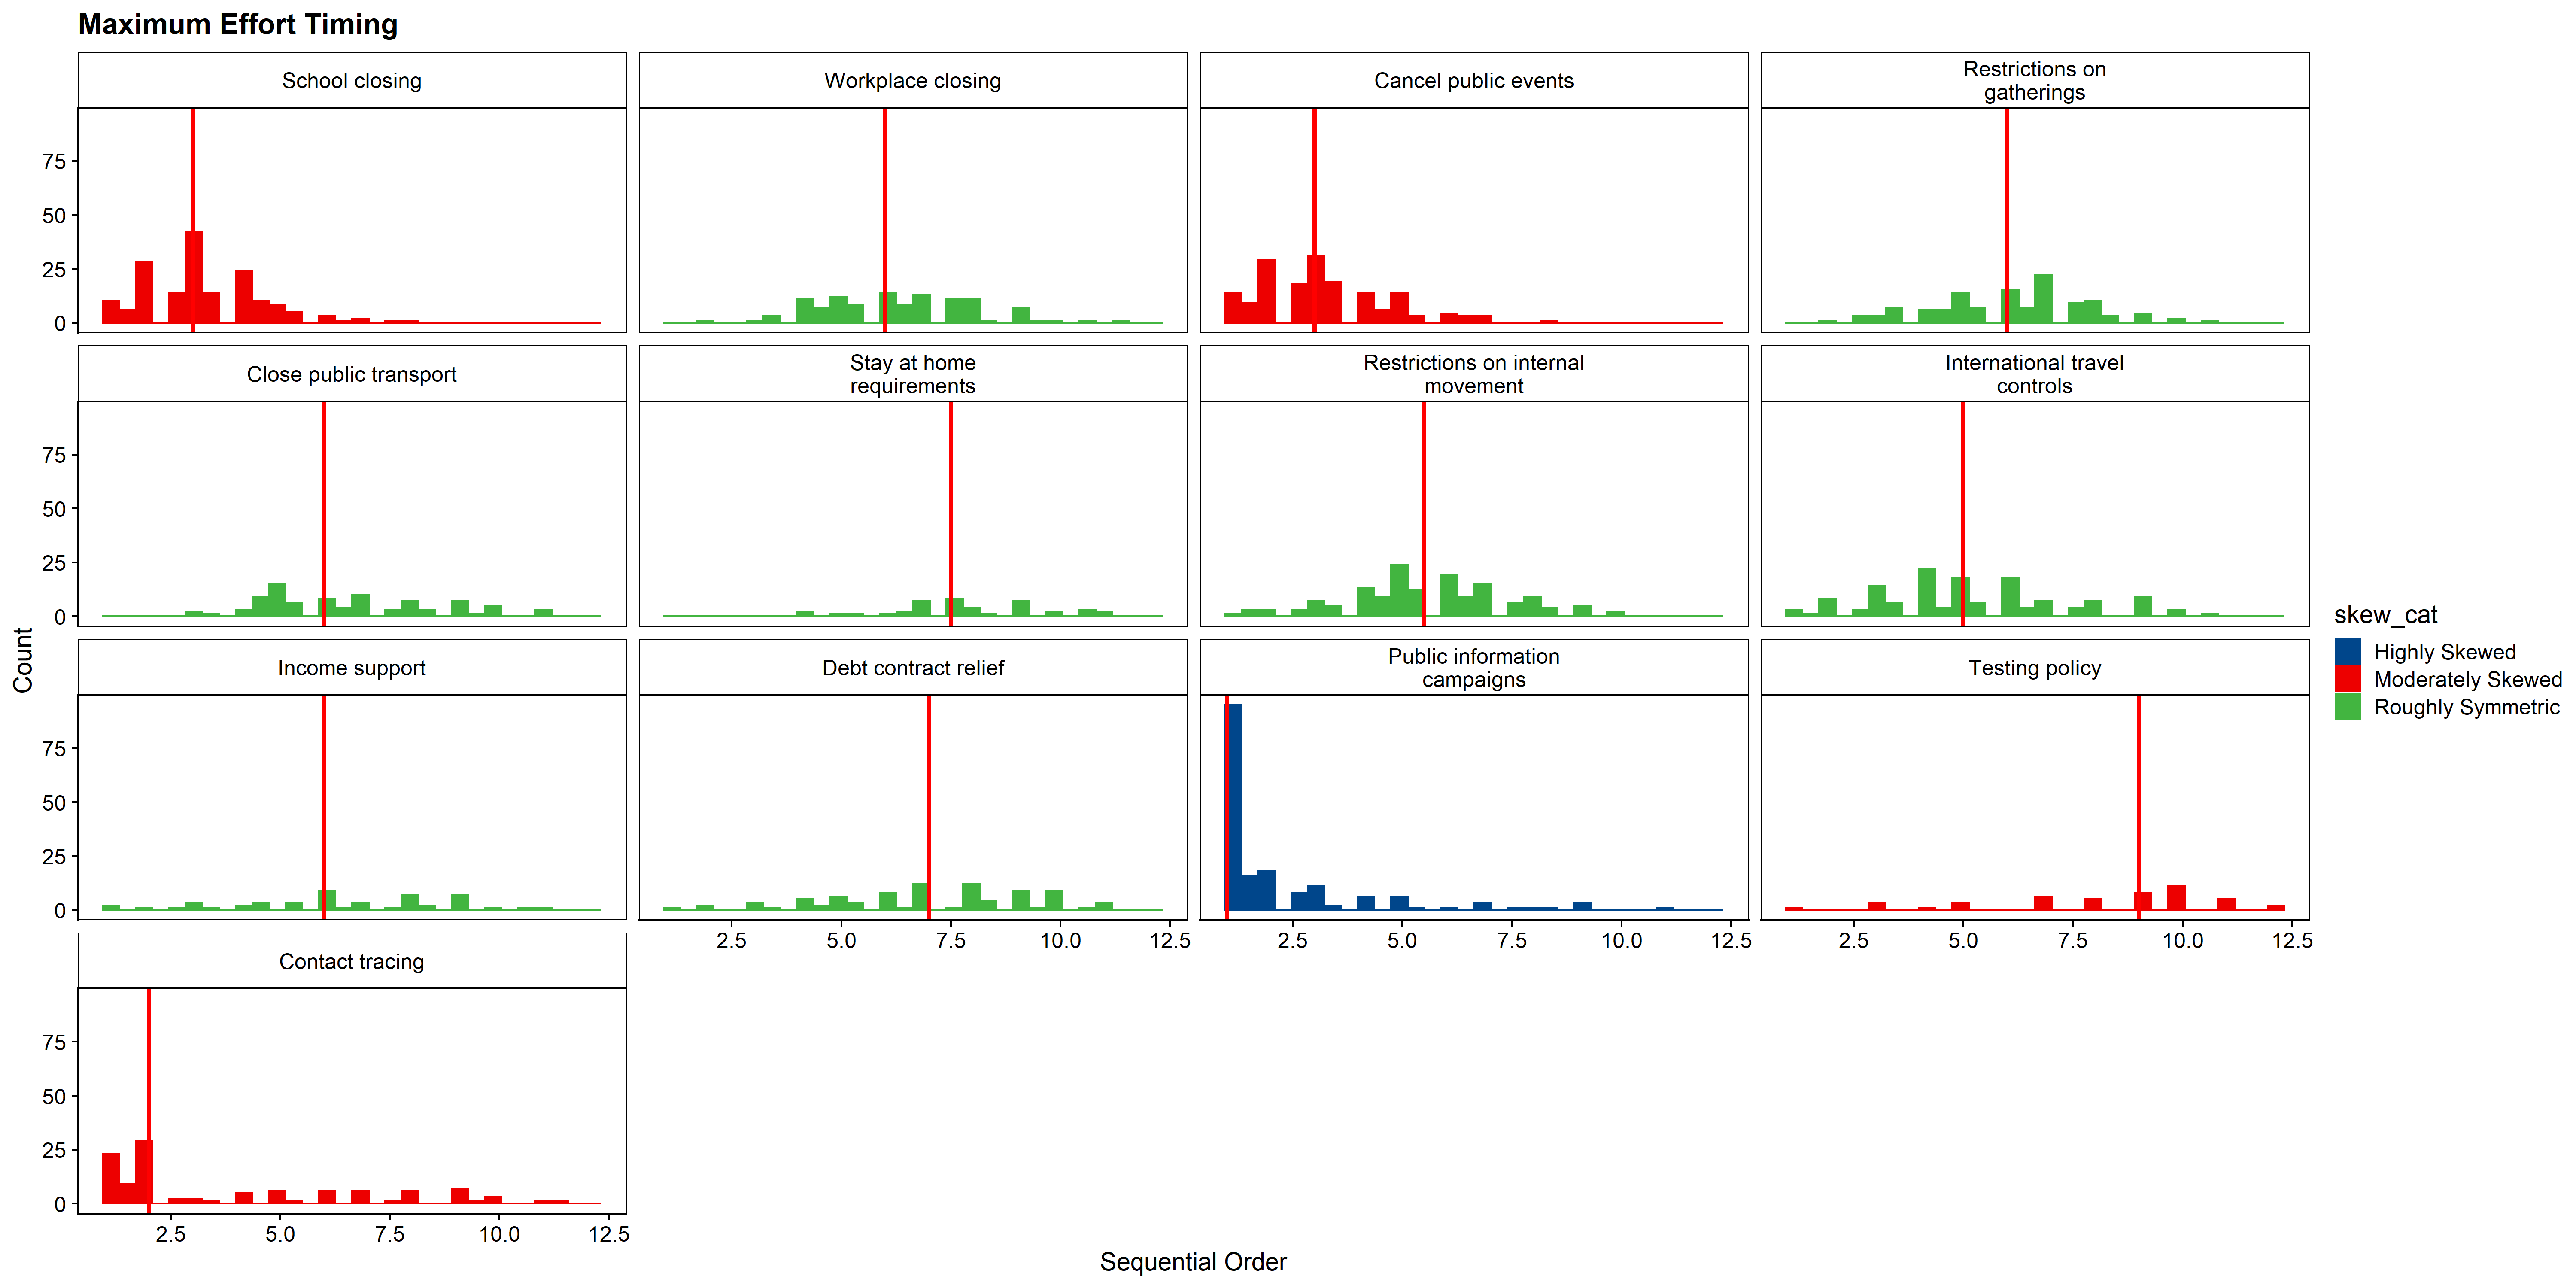 Maximum Effort Timing
School closing
Workplace closing
Cancel public events
Restrictions on
gatherings
75
50
25
0
Close public transport
Stay at home
requirements
Restrictions on internal
movement
International travel
controls
75
50
25
0
Income support
Debt contract relief
Public information
campaigns
Testing policy
75
50
25
0
2.5 5.0 7.5 10.0 12.5
2.5 5.0 7.5 10.0 12.5
2.5 5.0 7.5 10.0 12.5
Contact tracing
75
50
25
0
2.5 5.0 7.5 10.0 12.5
Count
Sequential Order
skew_cat
Highly Skewed
Moderately Skewed
Roughly Symmetric